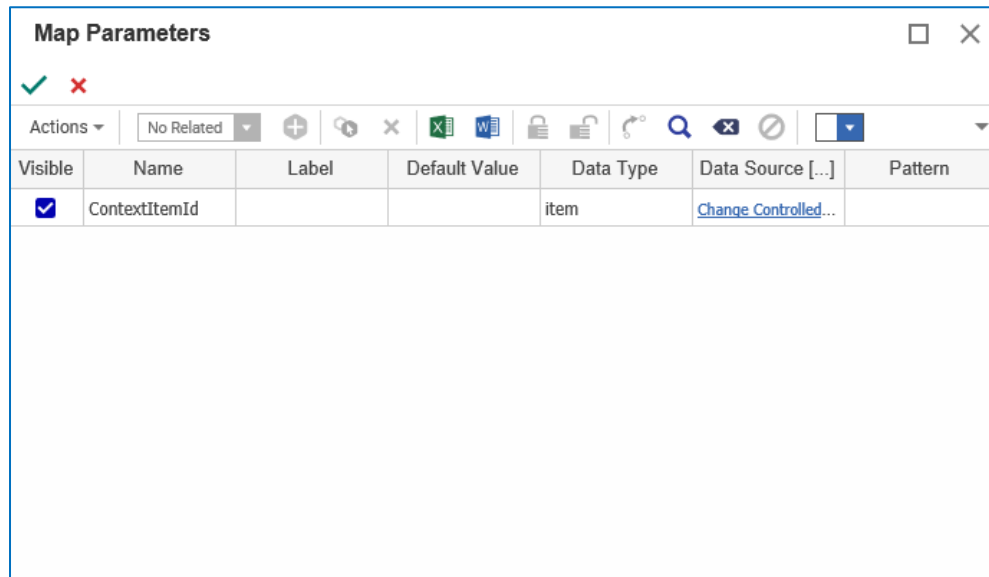 Map Parameters
Actions No Related
Visible Name Label Default Value Data Type Data Source [...] Pattern
ContextItemId item Change Controlled...